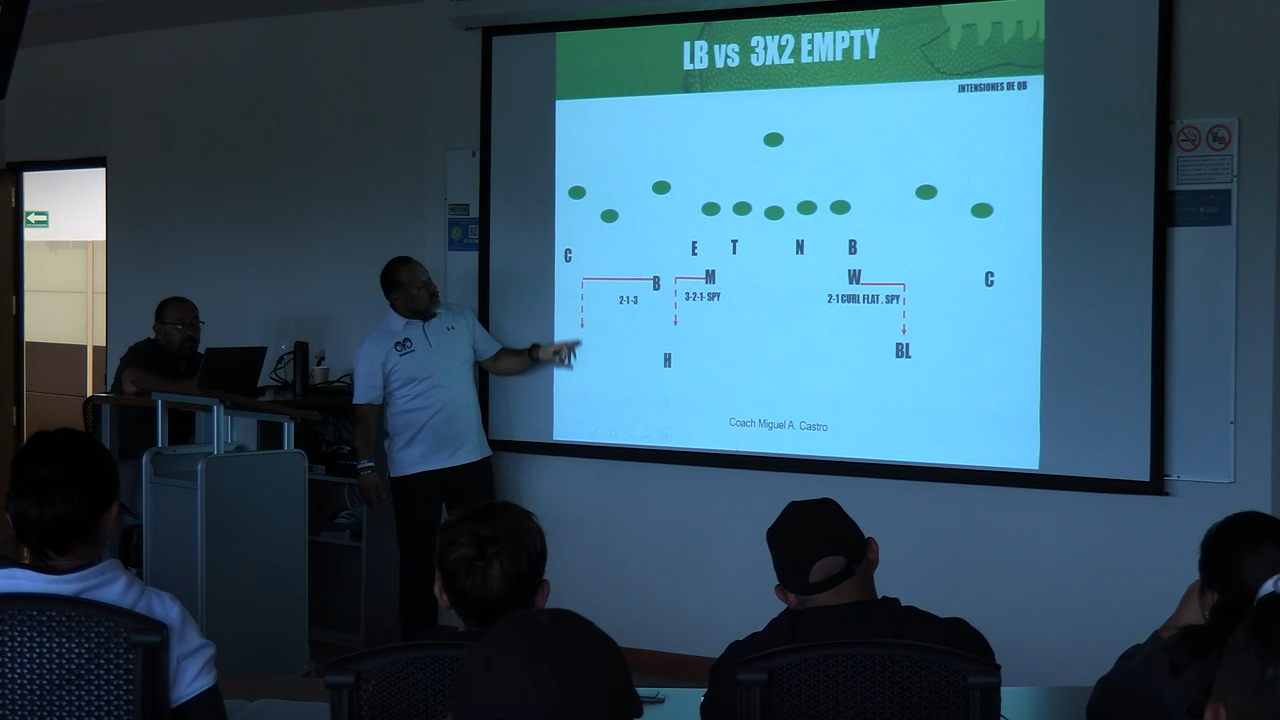 LB vs 3X2 EMPTY
INTENSIONES DE QB
C
E T N B
B M W C
2-1-3
3-2-1- SPY
2-1 CURL FLAT . SPY
H
BL
Coach Miguel A. Castro